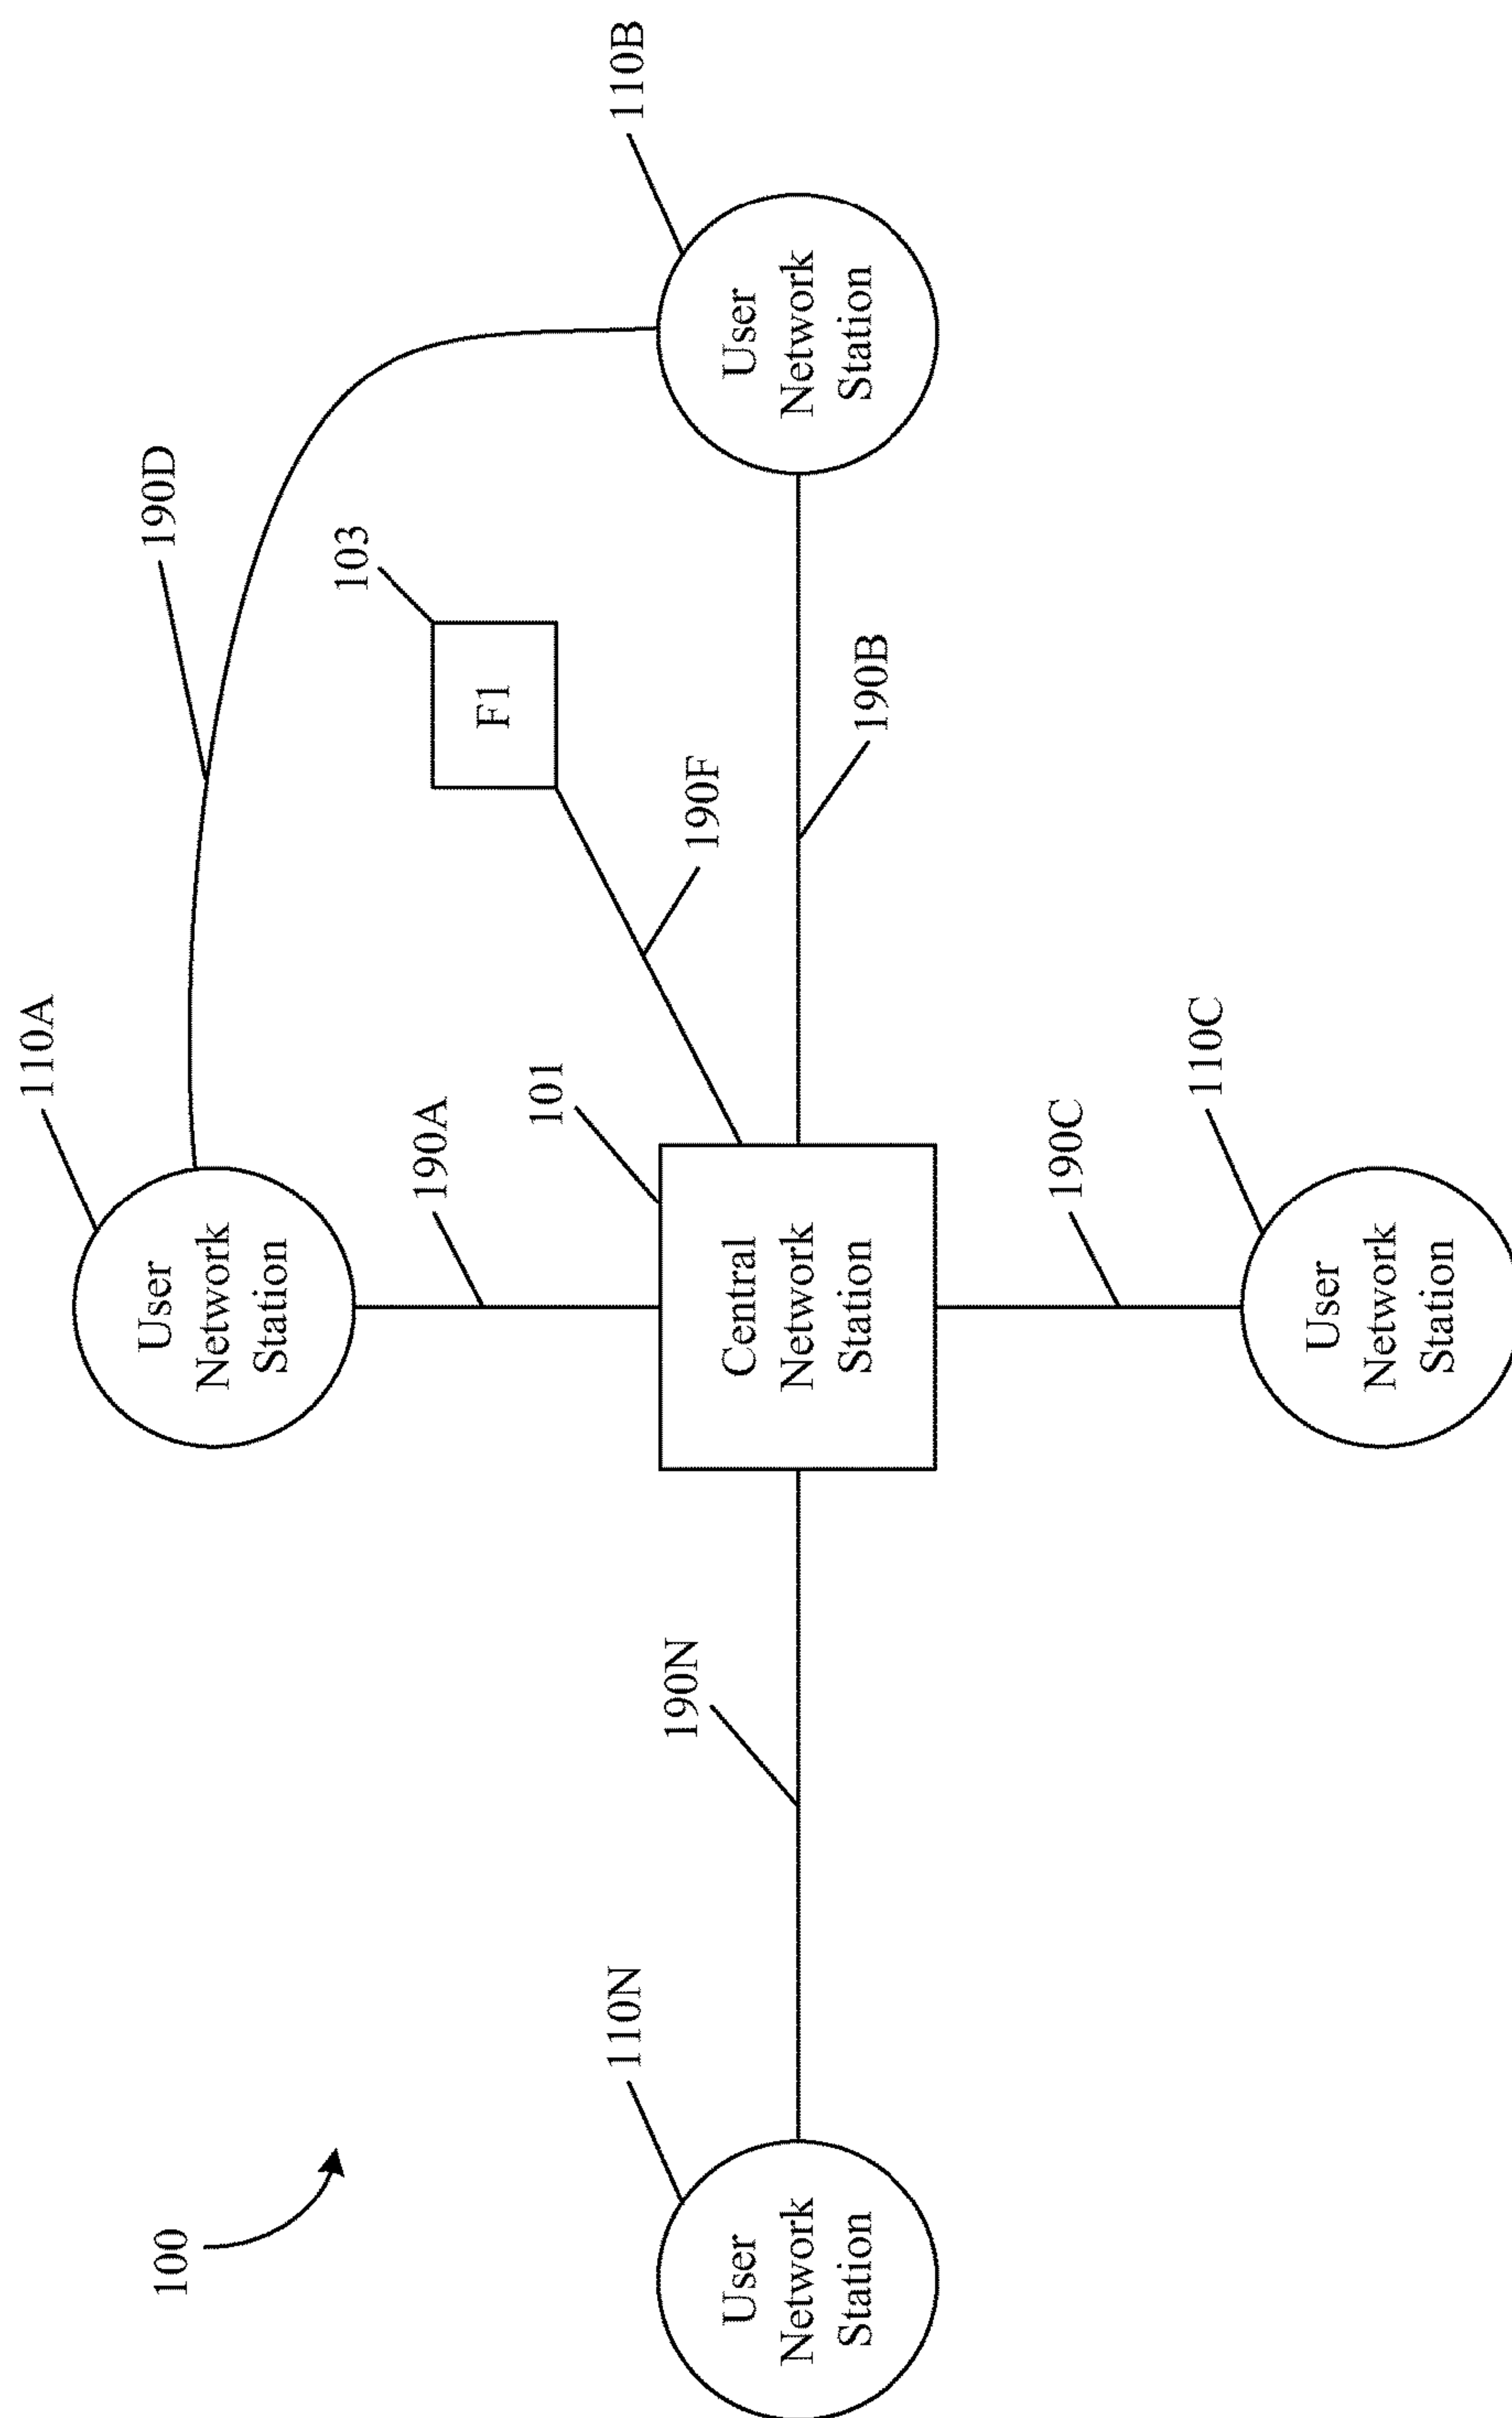 100
110A
User
Network
Station
190D
190A
103
F1
101
190F
110N
User
Network
Station
190N
Central
Network
Station
190B
110B
User
Network
Station
190C
110C
User
Network
Station